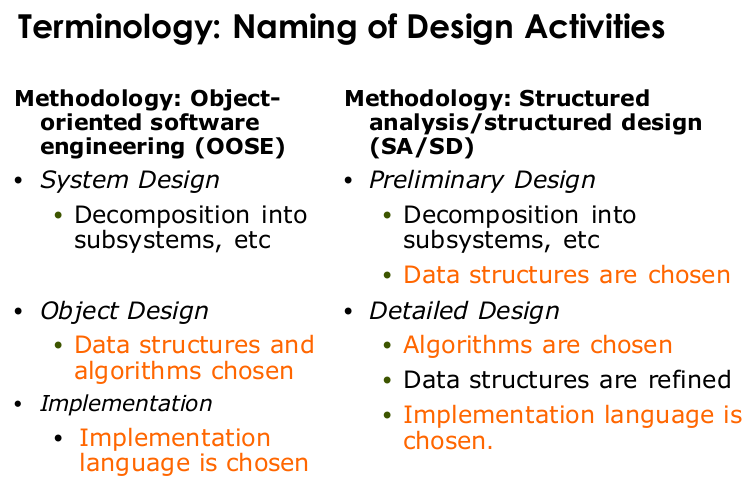 Terminology: Naming of Design Activities
Methodology: Object-
oriented software
engineering (OOSE)
• System Design
• Decomposition into
subsystems, etc
• Object Design
• Data structures and
algorithms chosen
• Implementation
• Implementation
language is chosen
Methodology: Structured
analysis/structured design
(SA/SD)
• Preliminary Design
• Decomposition into
subsystems, etc
• Data structures are chosen
• Detailed Design
• Algorithms are chosen
• Data structures are refined
• Implementation language is
chosen.